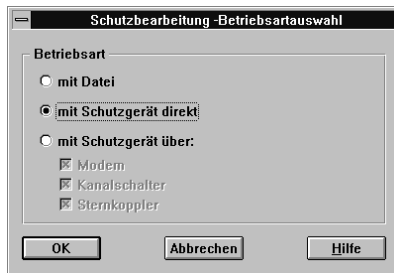 Schutzbearbeitung -Betriebsartauswahl
Betriebsart
mit Datei
mit Schutzgerät direkt
mit Schutzgerät über:
Modem
Kanalschalter
Sternkoppler
OK Abbrechen Hilfe